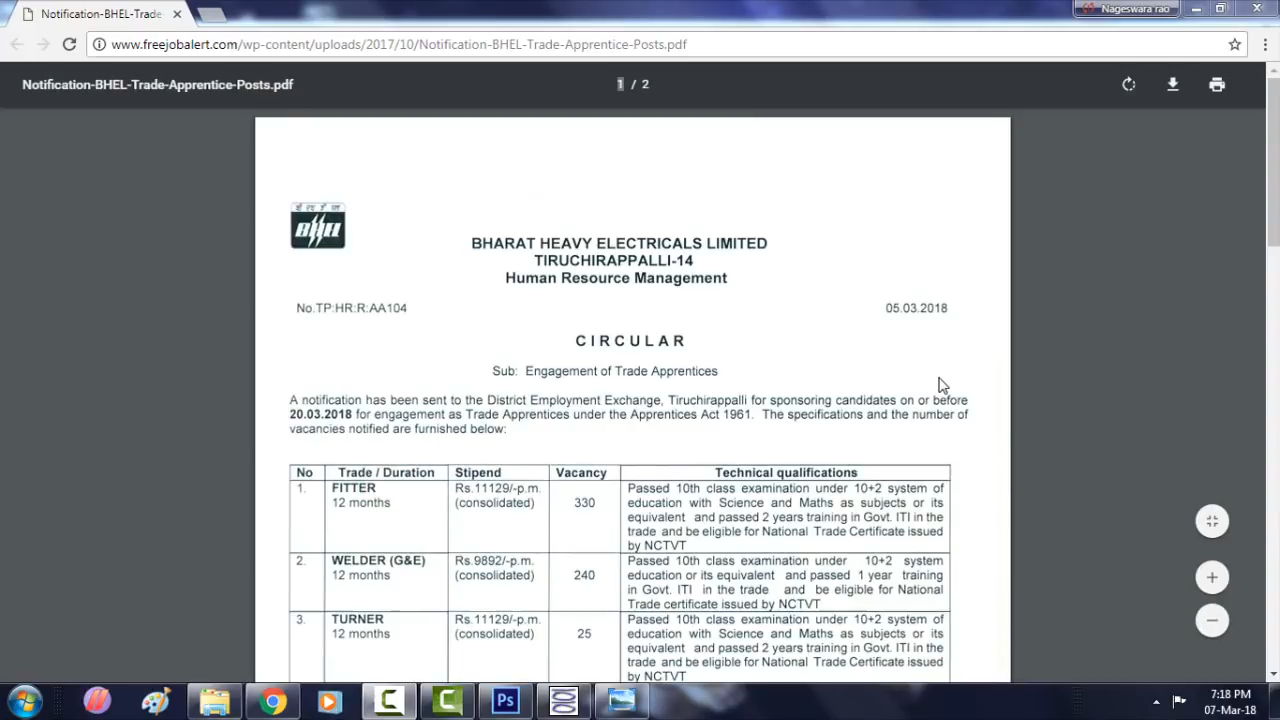 Notification-BHEL-Trade
Nageswara rao
www.freejobalert.com/wp-content/uploads/2017/10/Notification-BHEL-Trade-Apprentice-Posts.pdf
Notification-BHEL-Trade-Apprentice-Posts.pdf
1 / 2
BHEL
BHARAT HEAVY ELECTRICALS LIMITED
TIRUCHIRAPPALLI-14
Human Resource Management
No.TP:HR:R:AA104 05.03.2018
CIRCULAR
Sub: Engagement of Trade Apprentices
A notification has been sent to the District Employment Exchange, Tiruchirappalli for sponsoring candidates on or before
20.03.2018 for engagement as Trade Apprentices under the Apprentices Act 1961. The specifications and the number of
vacancies notified are furnished below:
No Trade / Duration Stipend Vacancy Technical qualifications
1. FITTER Rs.11129/-p.m. Passed 10th class examination under 10+2 system of
12 months (consolidated) 330 education with Science and Maths as subjects or its
equivalent and passed 2 years training in Govt. ITI in the
trade and be eligible for National Trade Certificate issued
by NCTVT
2. WELDER (G&E) Rs.9892/-p.m. Passed 10th class examination under 10+2 system
12 months (consolidated) 240 education or its equivalent and passed 1 year training
in Govt. ITI in the trade and be eligible for National
Trade certificate issued by NCTVT
3. TURNER Rs.11129/-p.m. Passed 10th class examination under 10+2 system of
12 months (consolidated) 25 education with Science and Maths as subjects or its
equivalent and passed 2 years training in Govt. ITI in the
trade and be eligible for National Trade Certificate issued
by NCTVT
Ps
7:18 PM
07-Mar-18